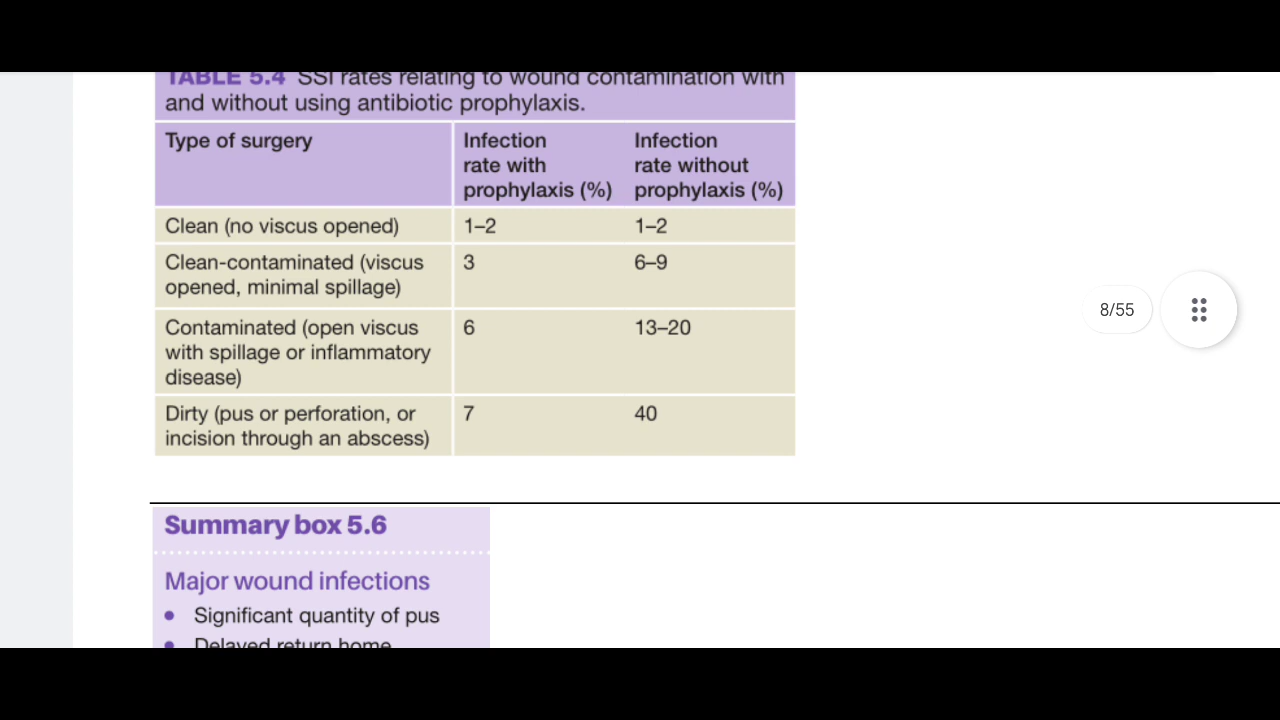 TABLE 5.4 SSI rates relating to wound contamination with
and without using antibiotic prophylaxis.
Type of surgery
Infection
rate with
prophylaxis (%)
Infection
rate without
prophylaxis (%)
Clean (no viscus opened)
1–2
1–2
Clean-contaminated (viscus
opened, minimal spillage)
3
6–9
Contaminated (open viscus
with spillage or inflammatory
disease)
6
13–20
Dirty (pus or perforation, or
incision through an abscess)
7
40
8/55
Summary box 5.6
Major wound infections
• Significant quantity of pus
• Delayed return home